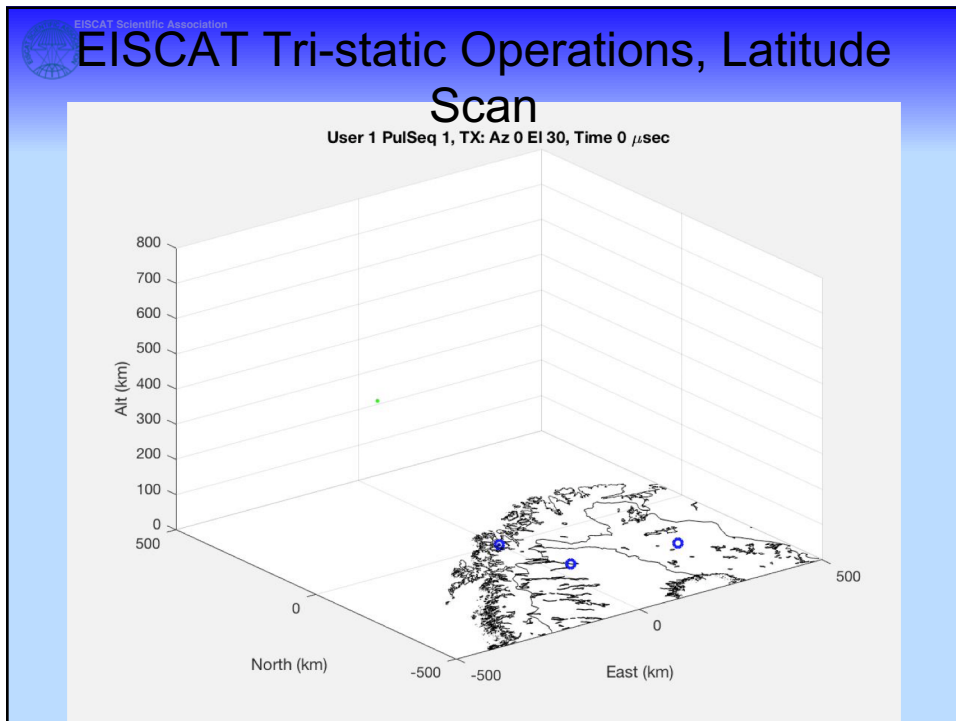 EISCAT Scientific Association
EISCAT Tri-static Operations, Latitude
Scan
User 1 PulSeq 1, TX: Az 0 El 30, Time 0 μsec
800
700
600
500
400
300
200
100
0
Alt (km)
500
0
-500
North (km)
-500
0
500
East (km)